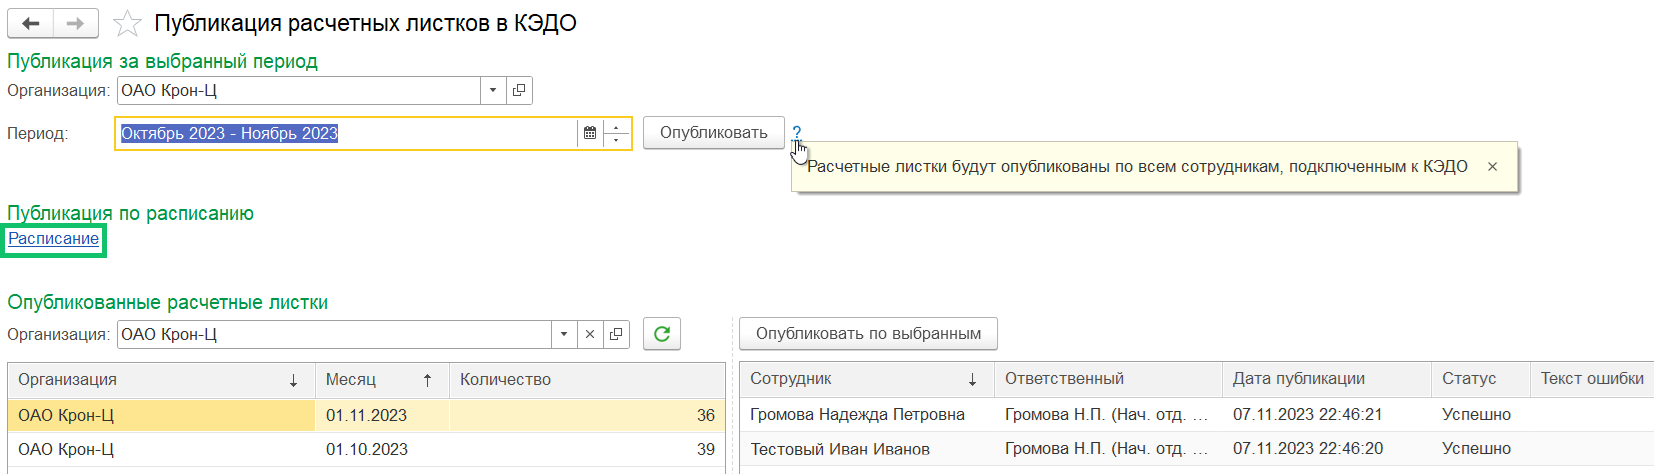 Публикация расчетных листков в КЭДО
Публикация за выбранный период
Организация: ОАО Крон-Ц
Период: Октябрь 2023 - Ноябрь 2023 Опубликовать ?
Расчетные листки будут опубликованы по всем сотрудникам, подключенным к КЭДО ×
Публикация по расписанию
Расписание
Опубликованные расчетные листки
Организация: ОАО Крон-Ц
Опубликовать по выбранным
Организация ↓ Месяц ↑ Количество
ОАО Крон-Ц 01.11.2023 36
ОАО Крон-Ц 01.10.2023 39
Сотрудник ↓ Ответственный Дата публикации Статус Текст ошибки
Громова Надежда Петровна Громова Н.П. (Нач. отд. ... 07.11.2023 22:46:21 Успешно
Тестовый Иван Иванов Громова Н.П. (Нач. отд. ... 07.11.2023 22:46:20 Успешно